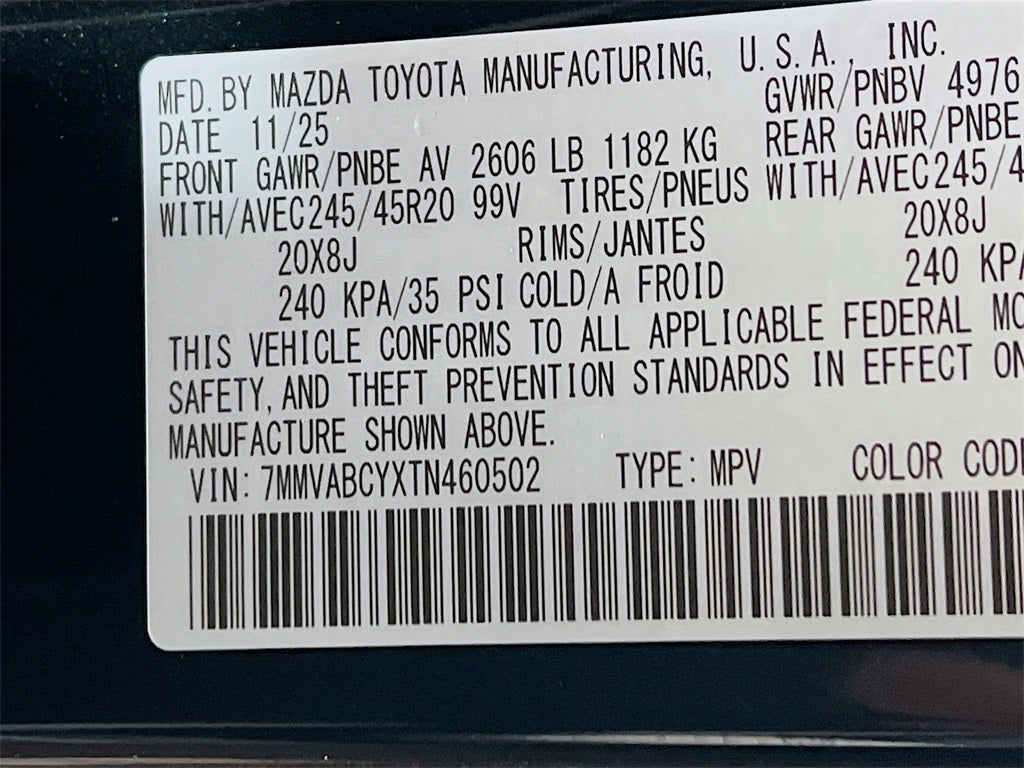 MFD. BY MAZDA TOYOTA MANUFACTURING, U.S.A., INC.
DATE 11/25 GVWR/PNBV 4976
FRONT GAWR/PNBE AV 2606 LB 1182 KG REAR GAWR/PNBE
WITH/AVEC245/45R20 99V TIRES/PNEUS WITH/AVEC245/4
20X8J RIMS/JANTES 20X8J
240 KPA/35 PSI COLD/A FROID 240 KPA
THIS VEHICLE CONFORMS TO ALL APPLICABLE FEDERAL MO
SAFETY, AND THEFT PREVENTION STANDARDS IN EFFECT ON
MANUFACTURE SHOWN ABOVE.
VIN: 7MMVABCYXTN460502 TYPE: MPV COLOR CODE